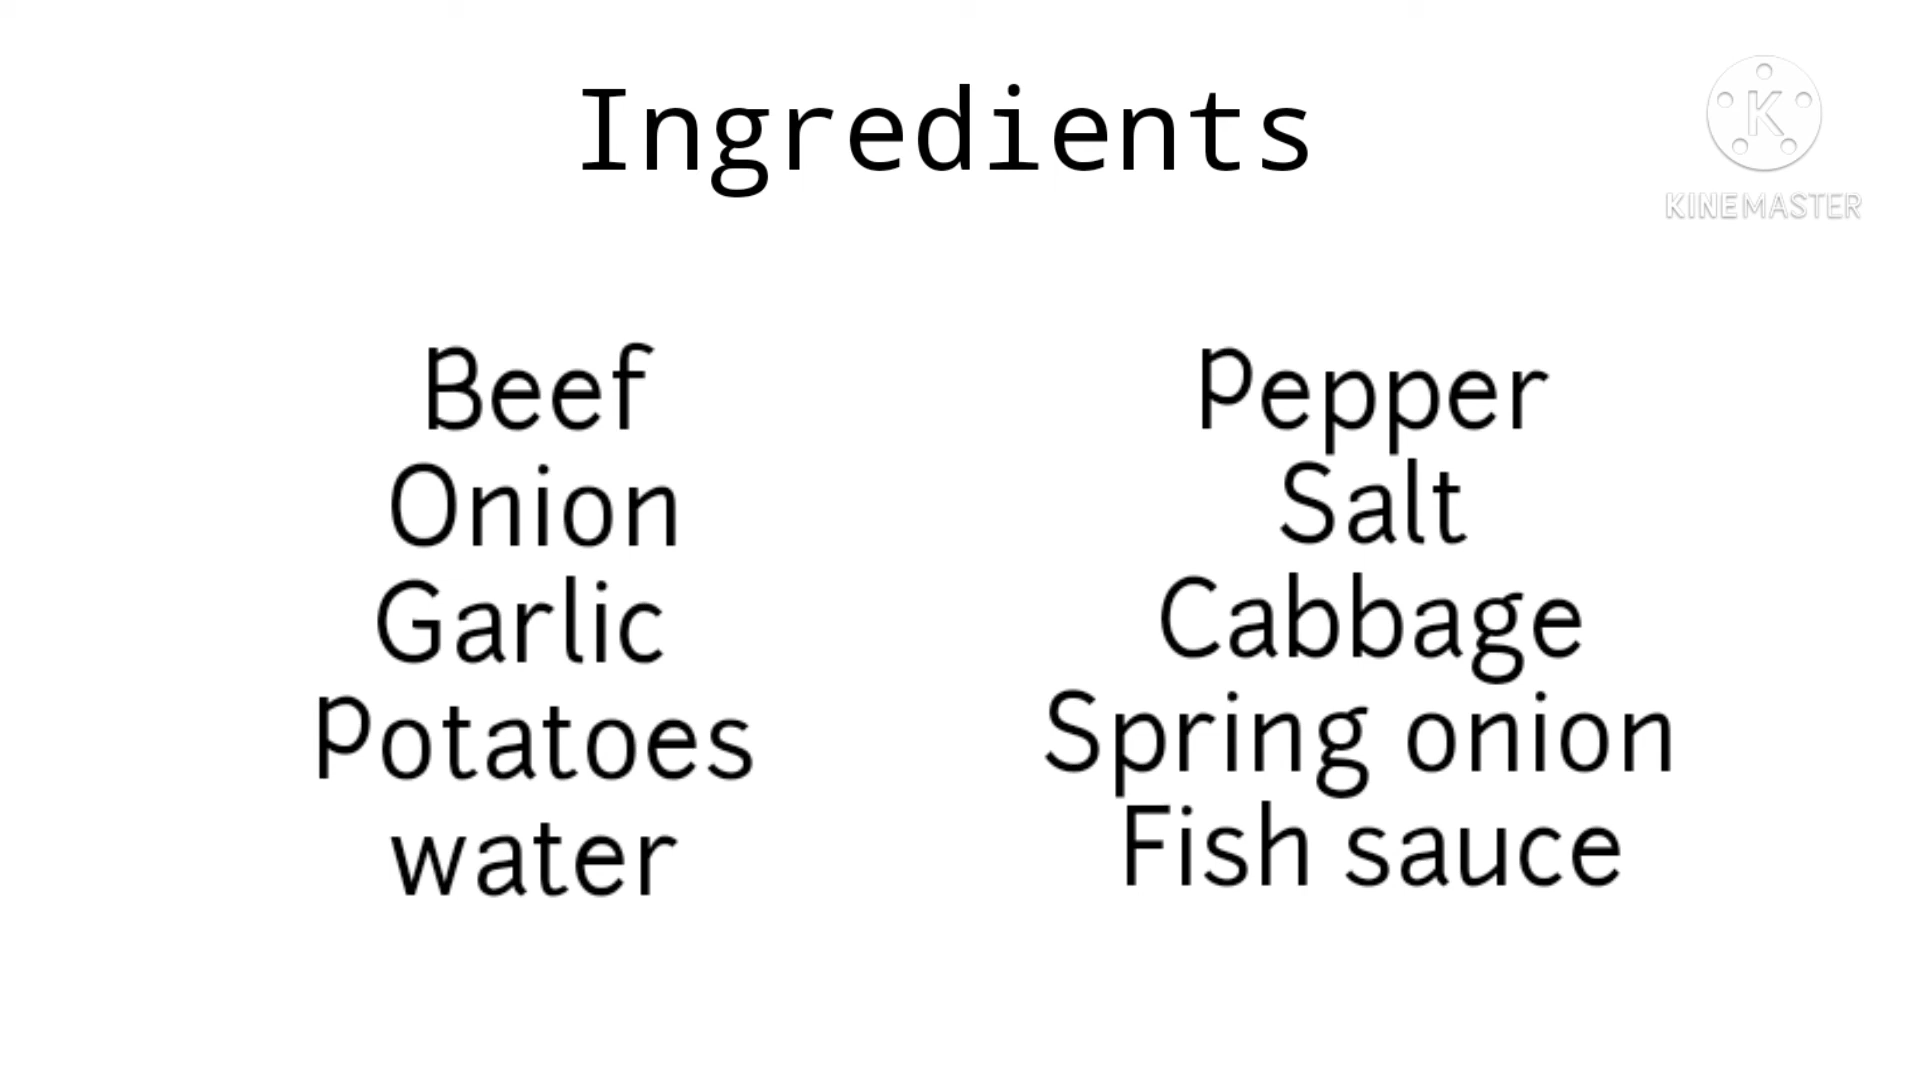 Ingredients
K
KINEMASTER
Beef
Onion
Garlic
Potatoes
water
Pepper
Salt
Cabbage
Spring onion
Fish sauce